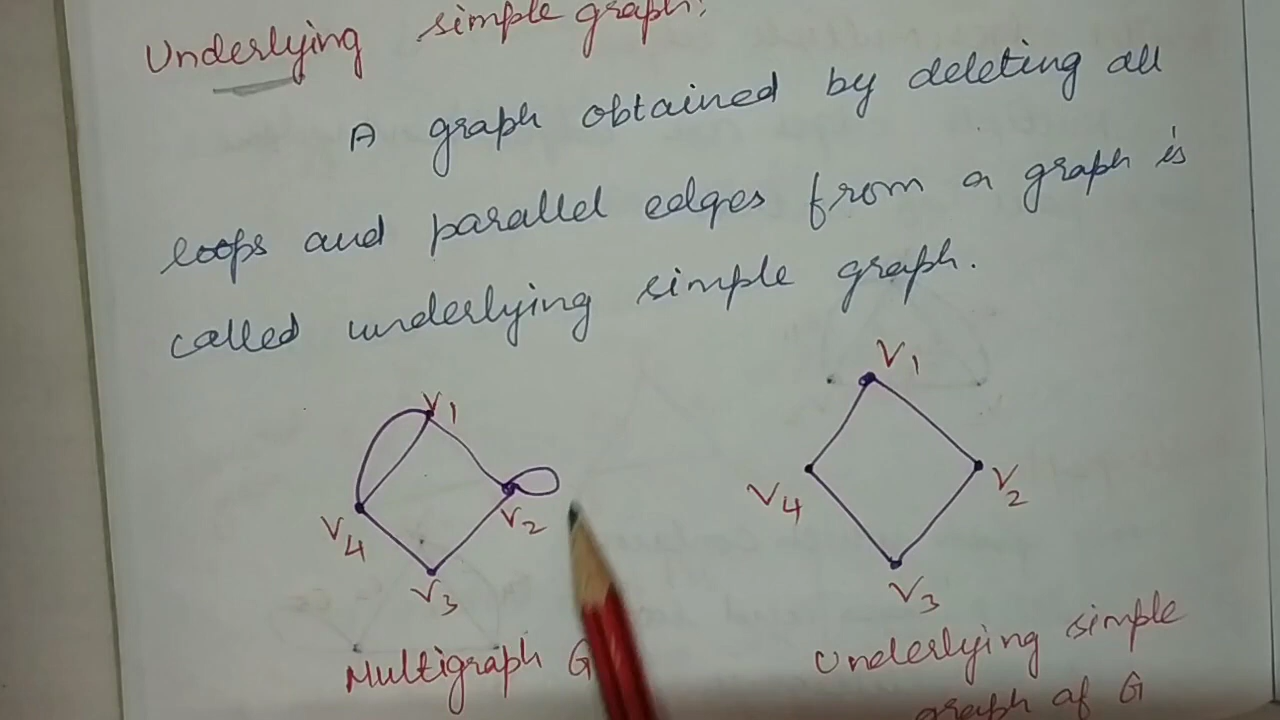 Underlying simple graph:
A graph obtained by deleting all
loops and parallel edges from a graph is
called underlying simple graph.
V1
V2
V4
V3
Multigraph G
V1
V4
V2
V3
Underlying simple
graph of G